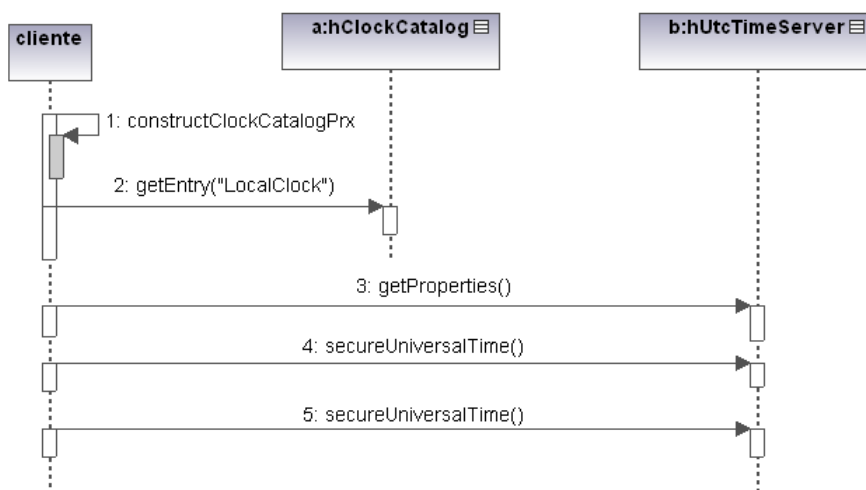 cliente
a:hClockCatalog
b:hUtcTimeServer
1: constructClockCatalogPrx
2: getEntry("LocalClock")
3: getProperties()
4: secureUniversalTime()
5: secureUniversalTime()